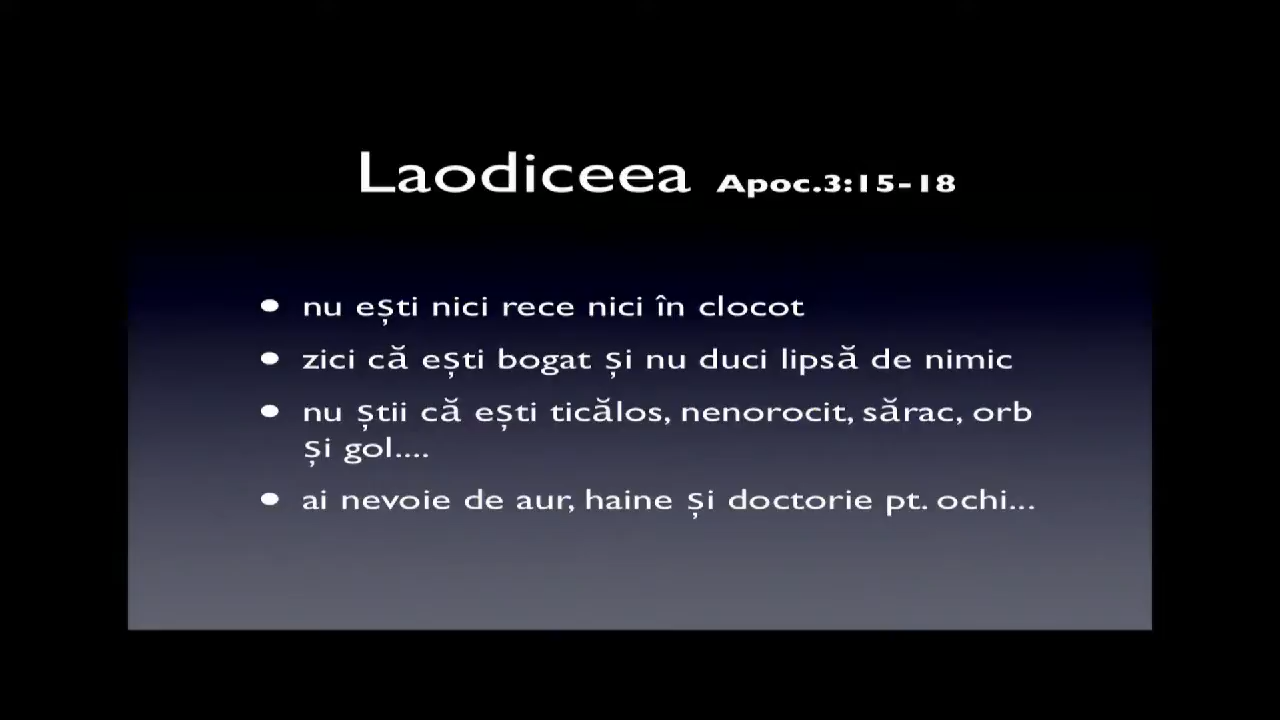 Laodiceea Apoc.3:15-18
• nu ești nici rece nici în clocot
• zici că ești bogat și nu duci lipsă de nimic
• nu știi că ești ticălos, nenorocit, sărac, orb
și gol....
• ai nevoie de aur, haine și doctorie pt. ochi...